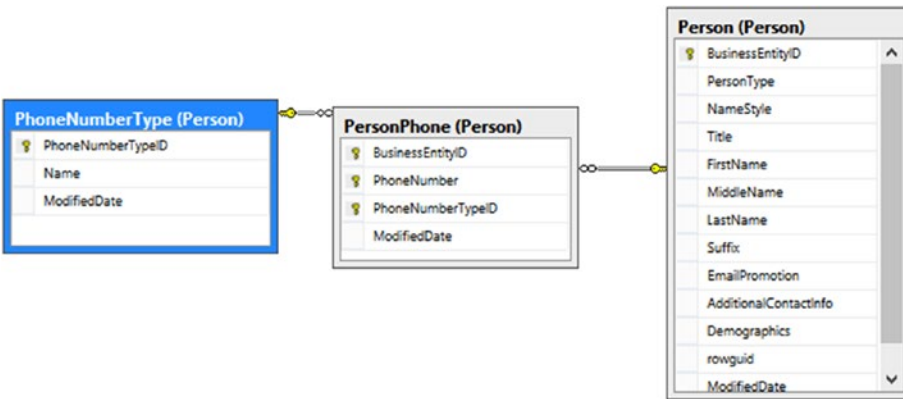 PhoneNumberType (Person)
PhoneNumberTypeID
Name
ModifiedDate
PersonPhone (Person)
BusinessEntityID
PhoneNumber
PhoneNumberTypeID
ModifiedDate
Person (Person)
BusinessEntityID
PersonType
NameStyle
Title
FirstName
MiddleName
LastName
Suffix
EmailPromotion
AdditionalContactInfo
Demographics
rowguid
ModifiedDate